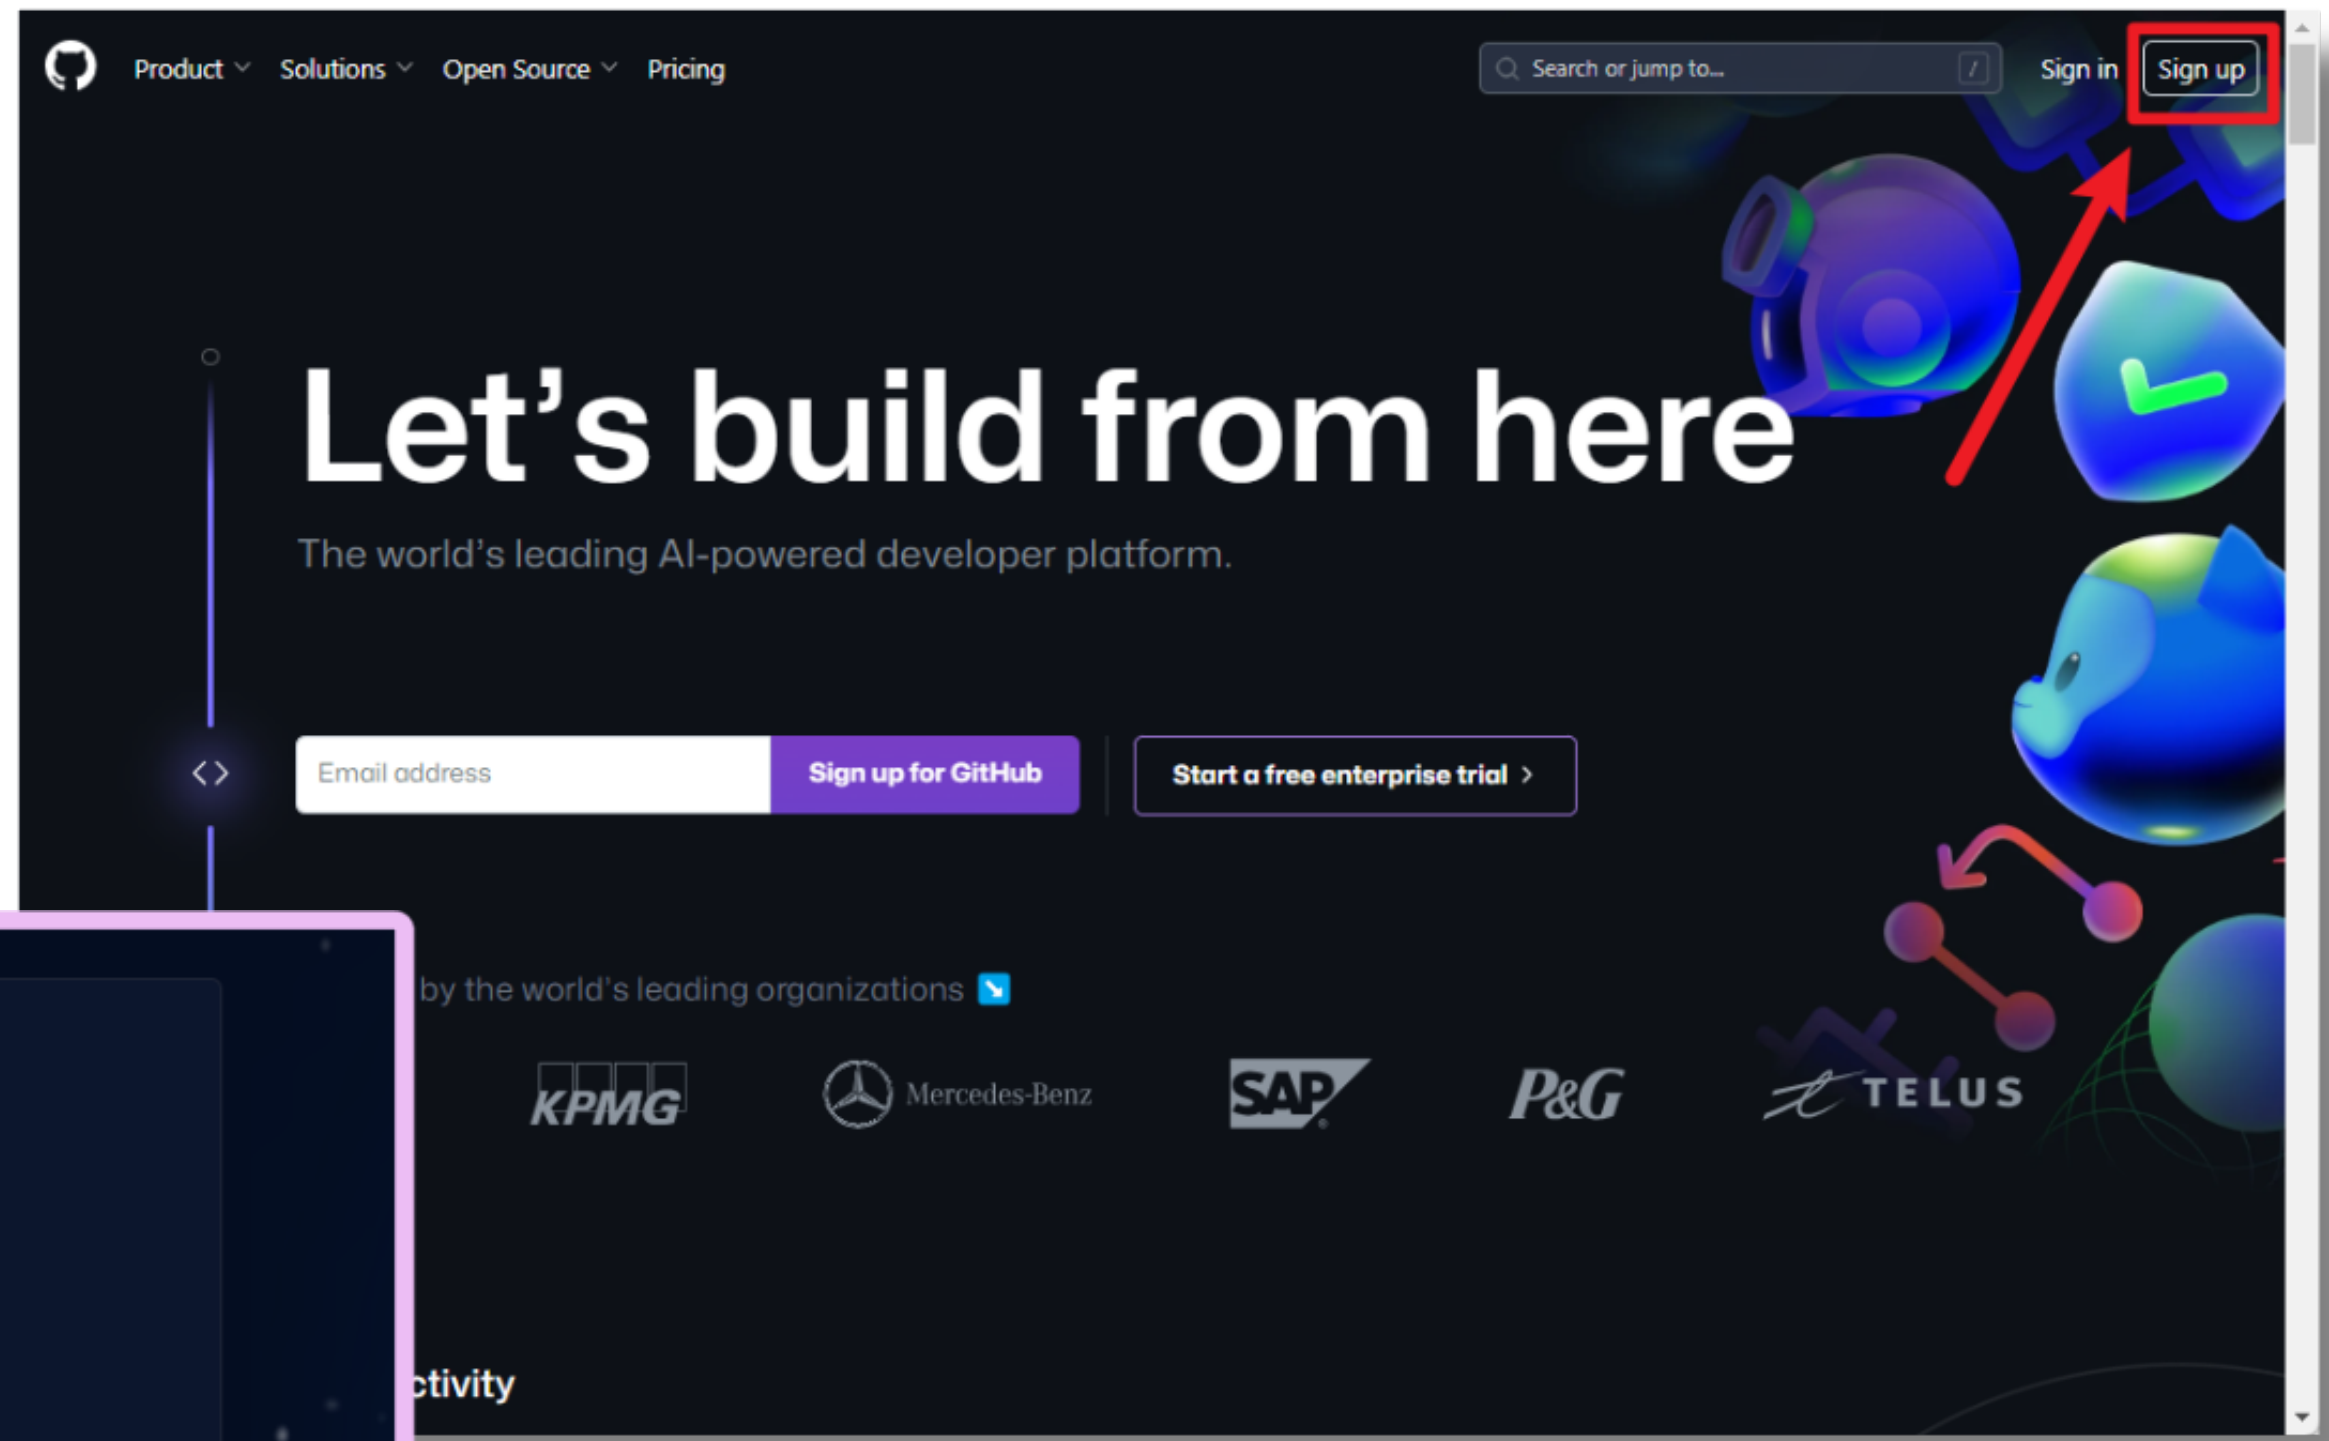 Product Solutions Open Source Pricing Search or jump to... / Sign in Sign up
Let’s build from here
The world’s leading AI-powered developer platform.
Email address Sign up for GitHub Start a free enterprise trial
by the world’s leading organizations
KPMG Mercedes-Benz SAP P&G TELUS
ctivity